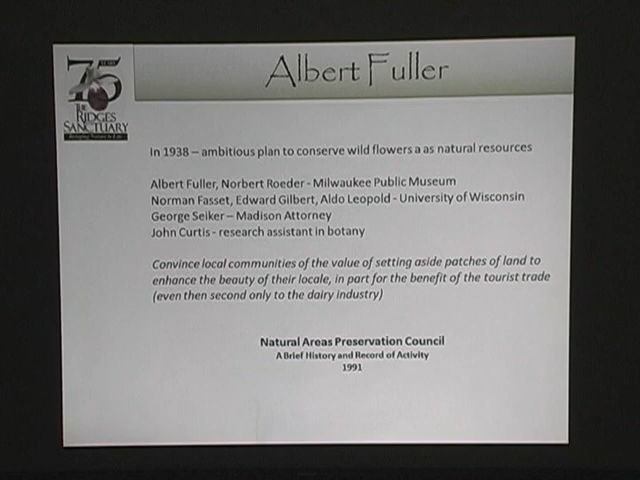 75
Albert Fuller
THE
RIDGES
SANCTUARY
In 1938 – ambitious plan to conserve wild flowers a as natural resources
Albert Fuller, Norbert Roeder - Milwaukee Public Museum
Norman Fasset, Edward Gilbert, Aldo Leopold - University of Wisconsin
George Seiker – Madison Attorney
John Curtis - research assistant in botany
Convince local communities of the value of setting aside patches of land to
enhance the beauty of their locale, in part for the benefit of the tourist trade
(even then second only to the dairy industry)
Natural Areas Preservation Council
A Brief History and Record of Activity
1991